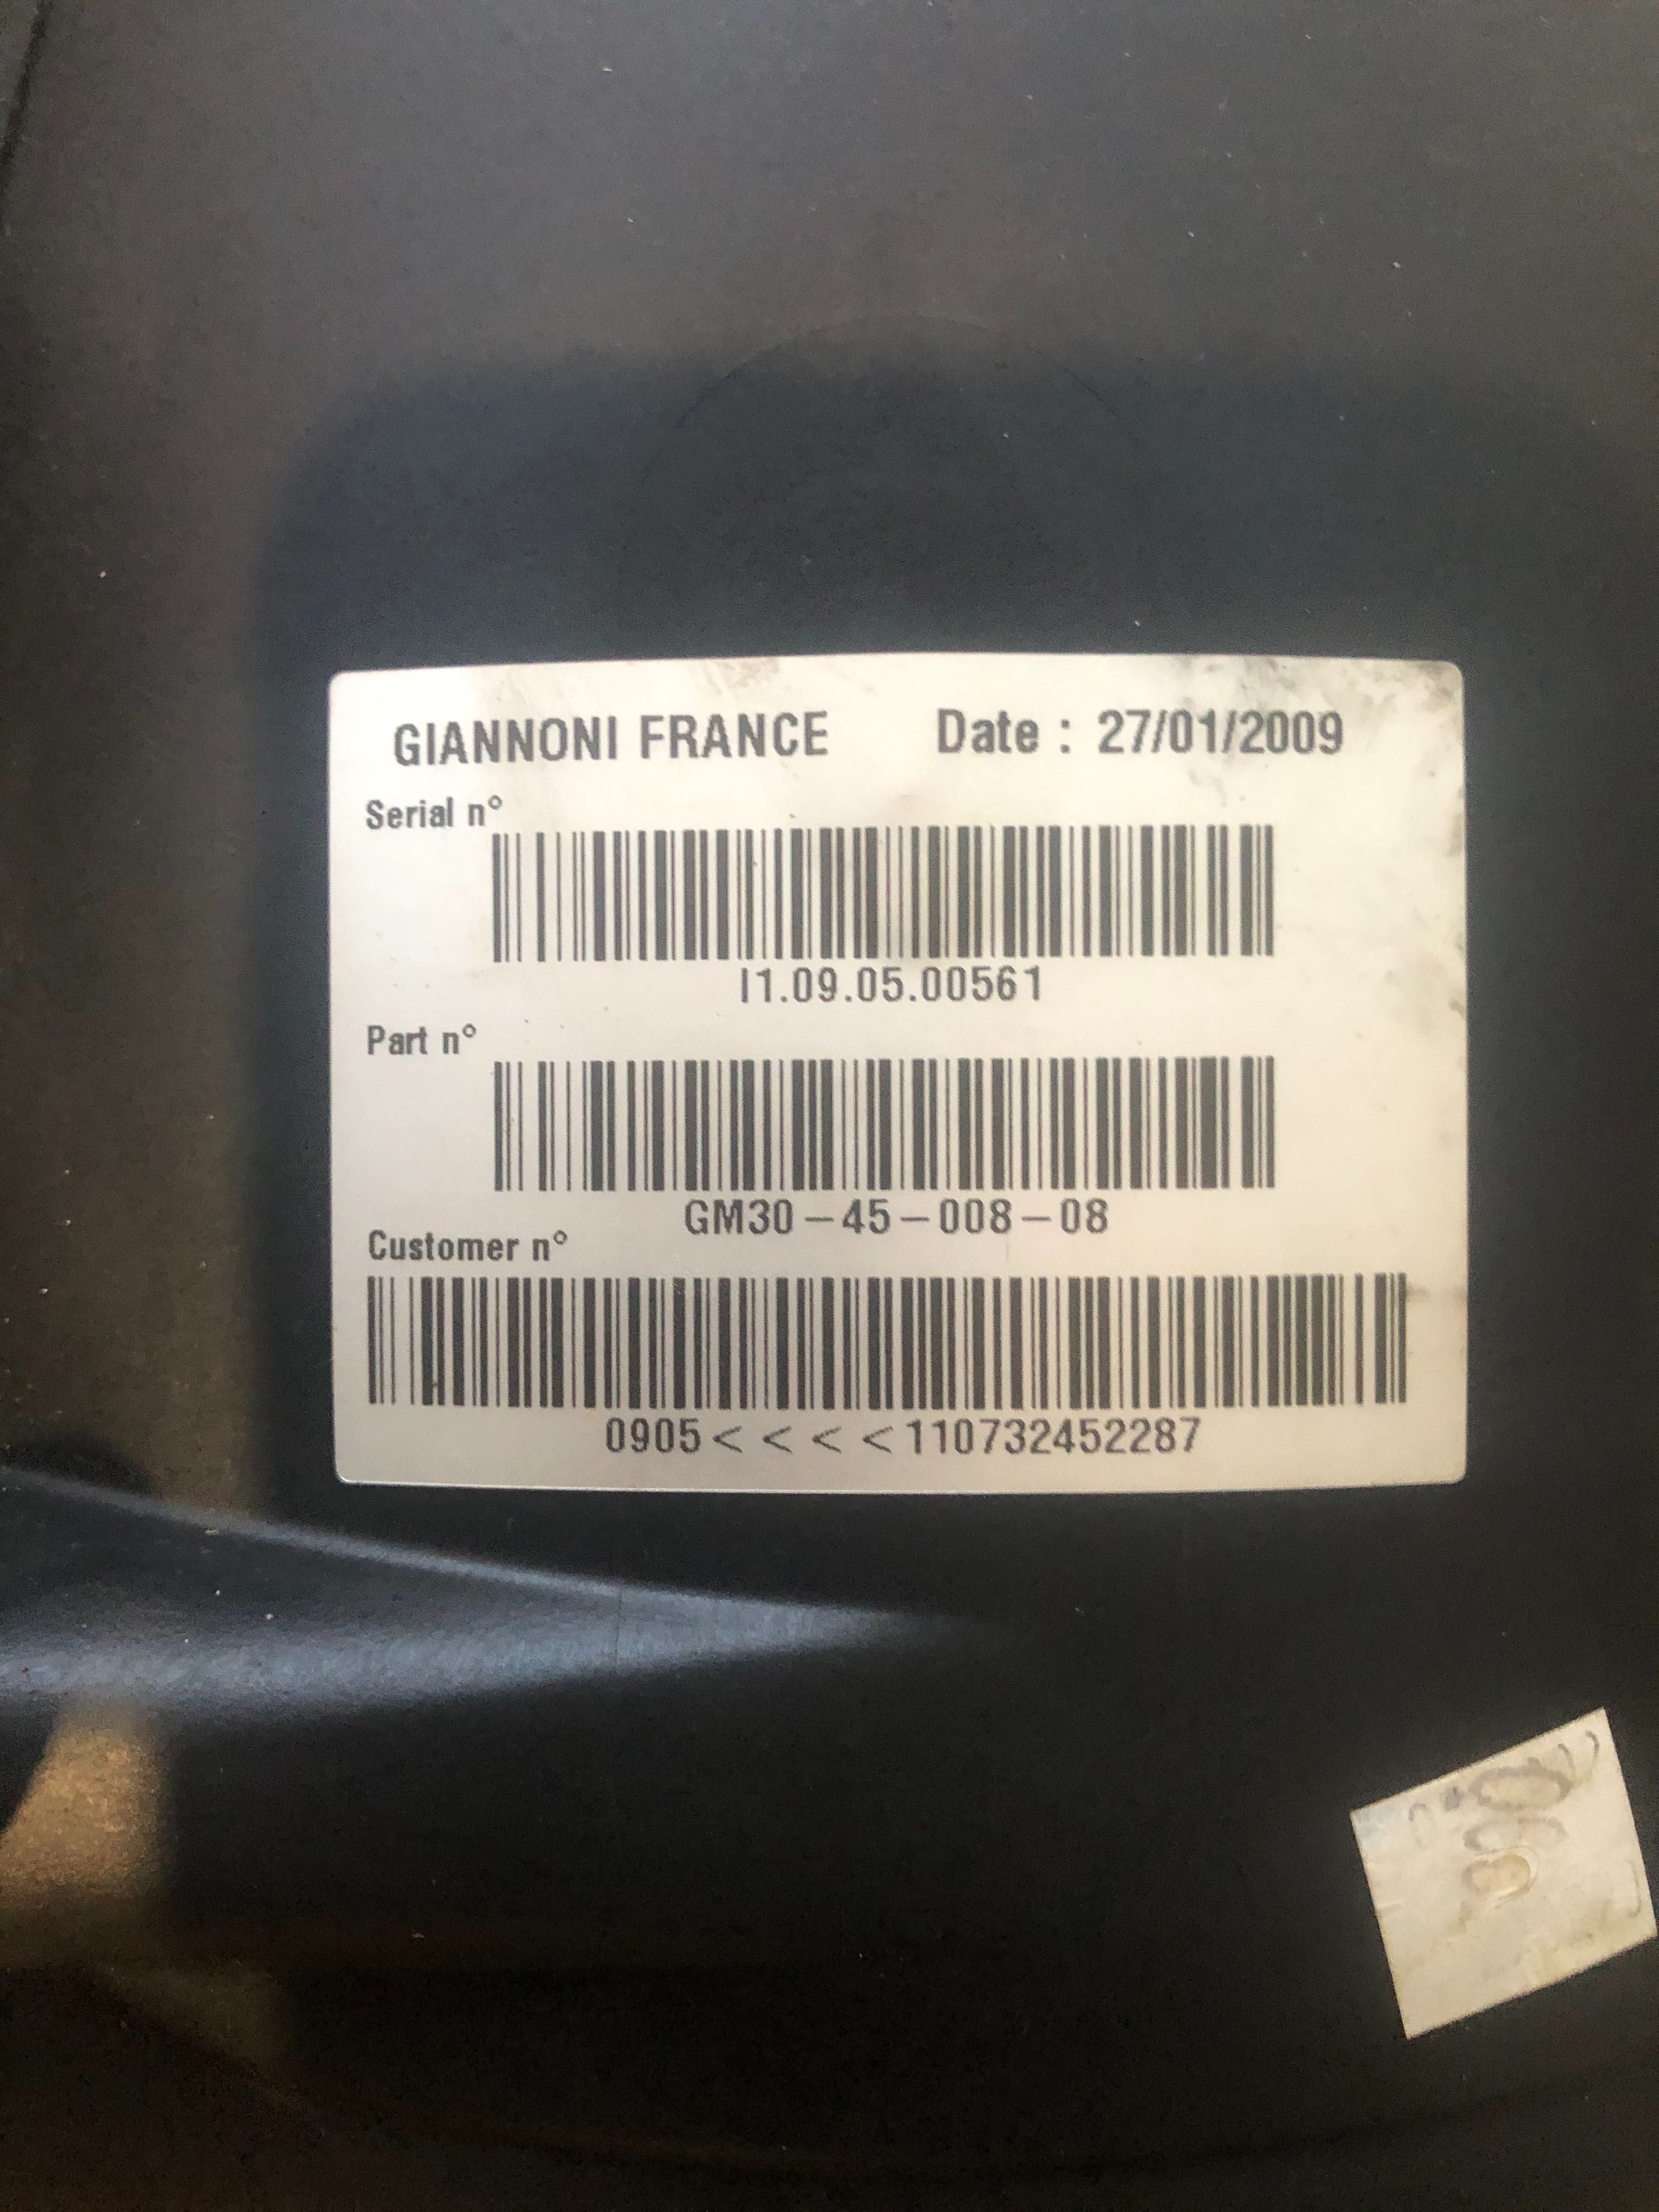 GIANNONI FRANCE Date : 27/01/2009
Serial n°
I1.09.05.00561
Part n°
GM30-45-008-08
Customer n°
0905< < < <110732452287